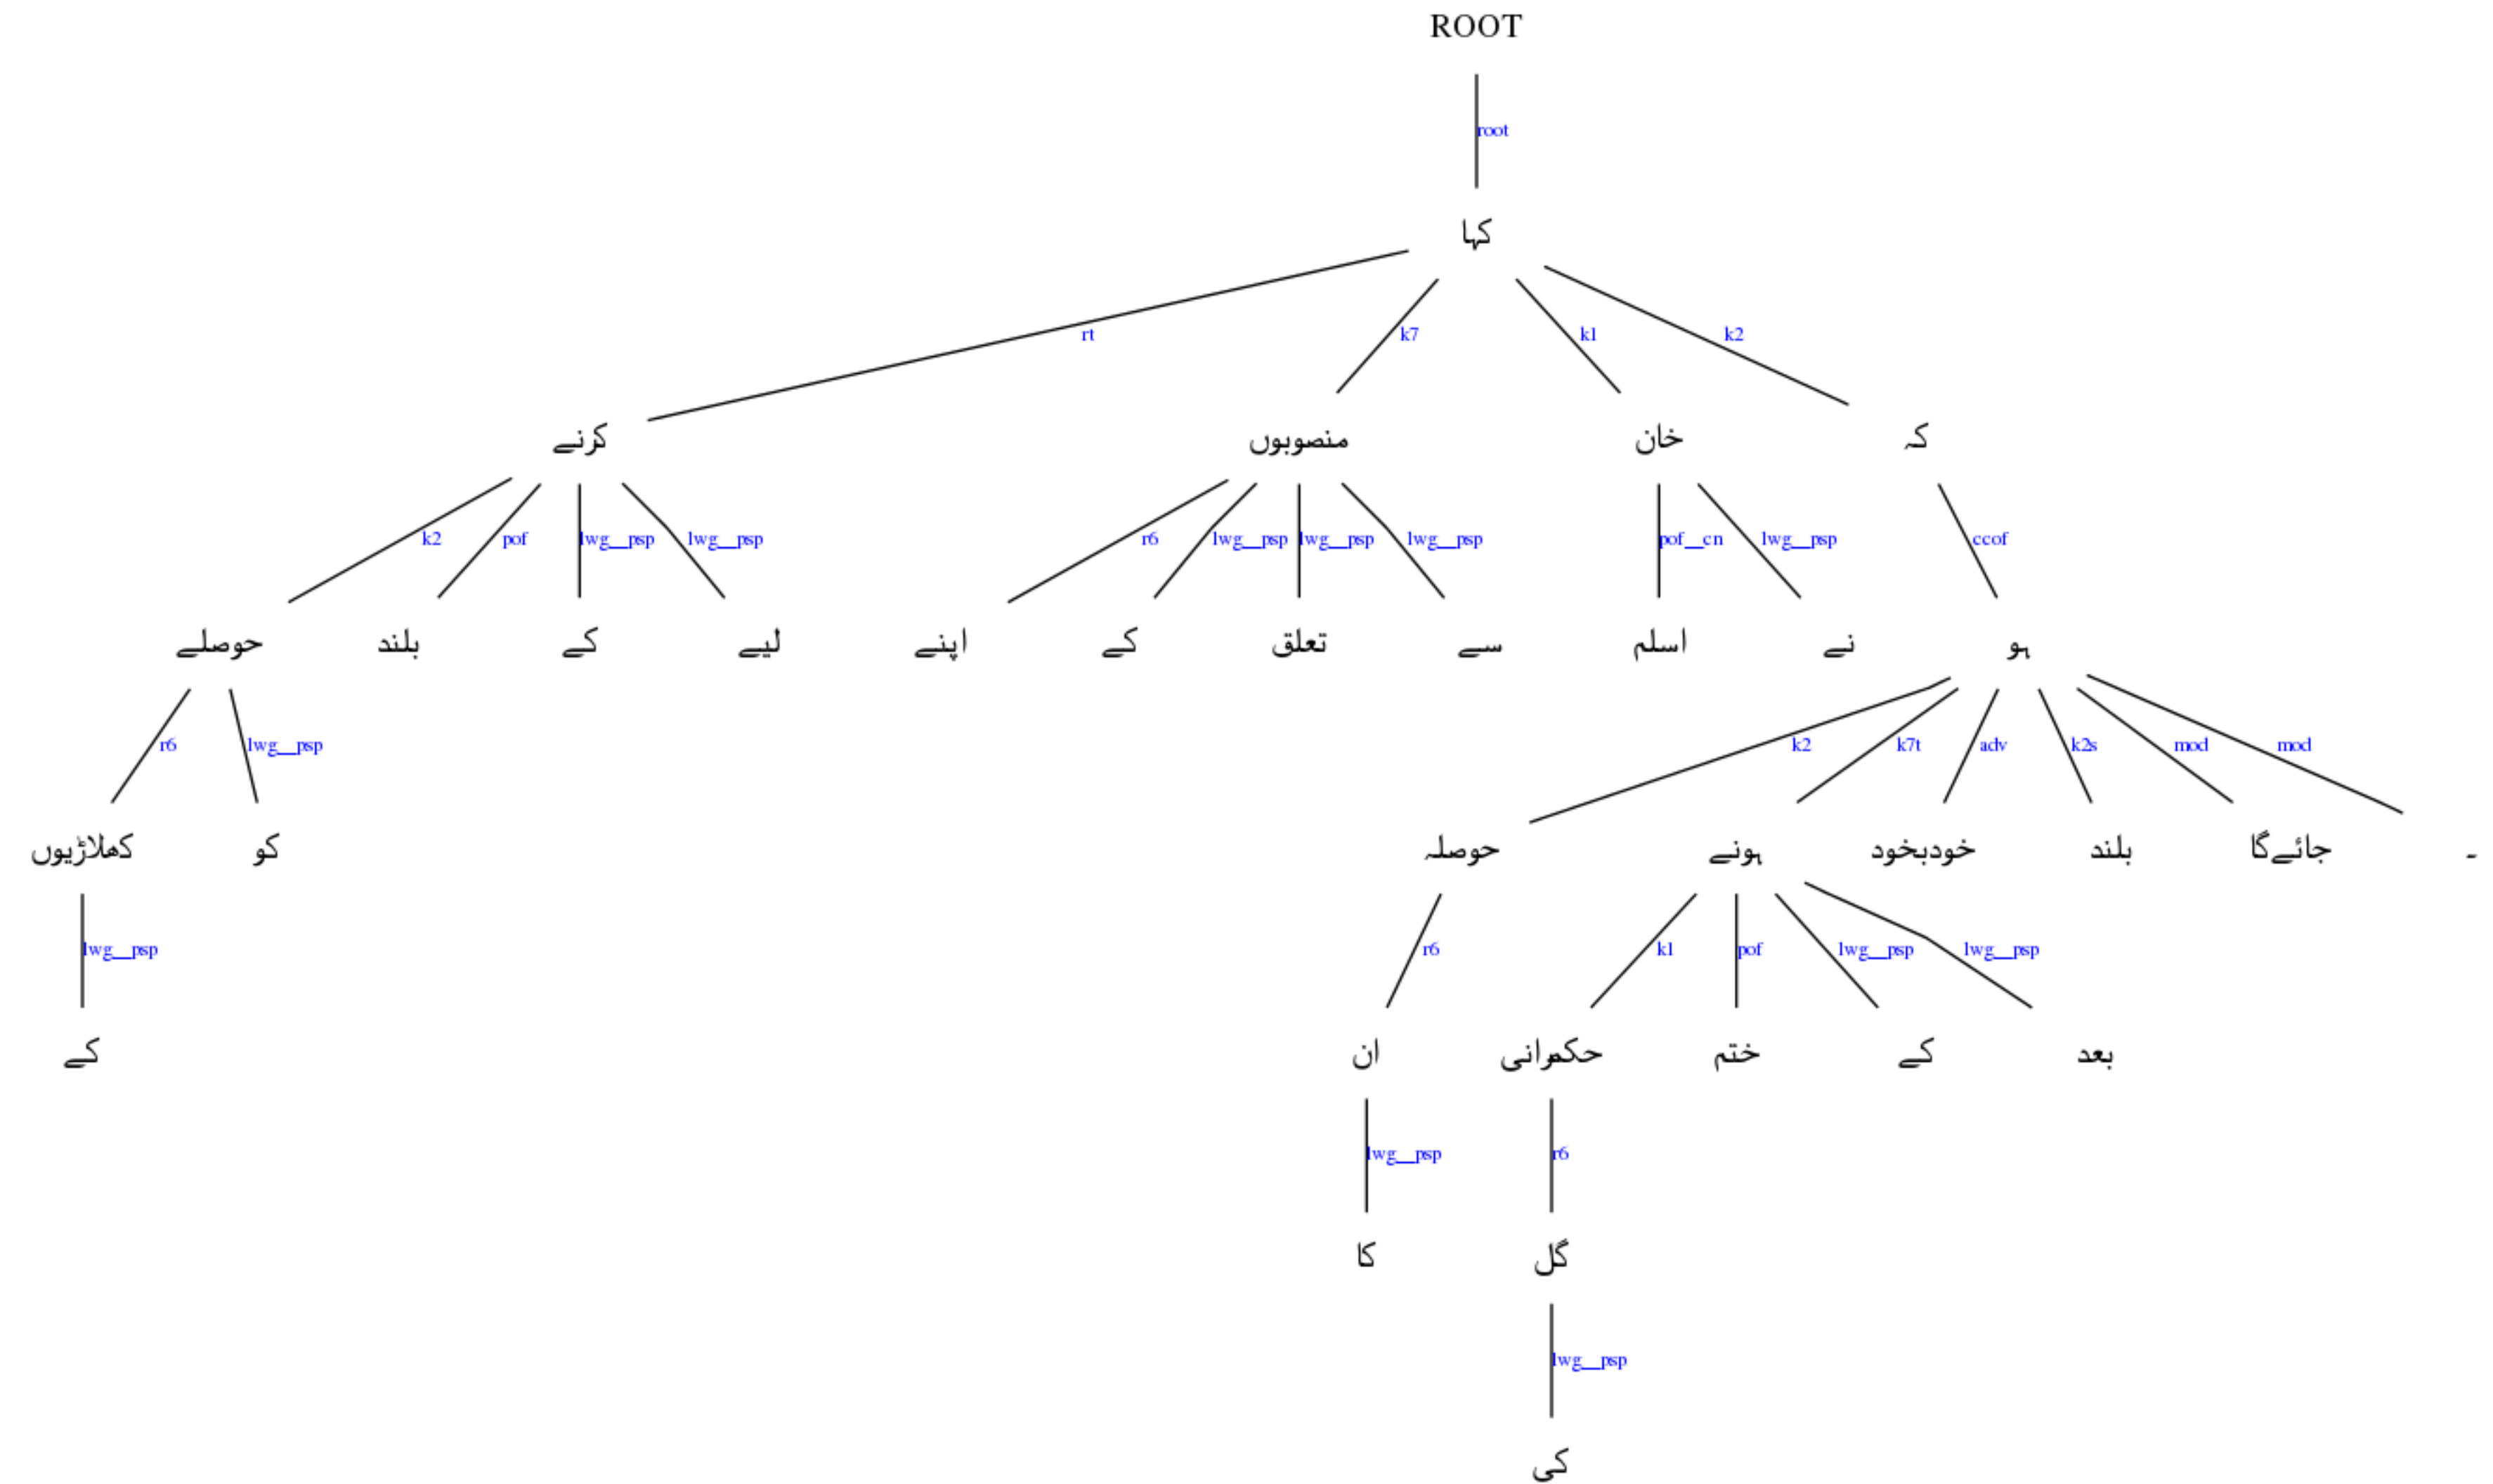 ROOT
root
کہا
rt k7 k1 k2
کرنے منصوبوں خان کہ
k2 pof lwg__psp lwg__psp r6 lwg__psp lwg__psp lwg__psp pof__cn lwg__psp ccof
حوصلے بلند کے لیے اپنے کے تعلق سے اسلم نے ہو
r6 lwg__psp k2 k7t adv k2s mod mod
کھلاڑیوں کو حوصلہ ہونے خودبخود بلند جائےگا ۔
lwg__psp r6 k1 pof lwg__psp lwg__psp
کے ان حکمرانی ختم کے بعد
lwg__psp r6
کا گل
lwg__psp
کی